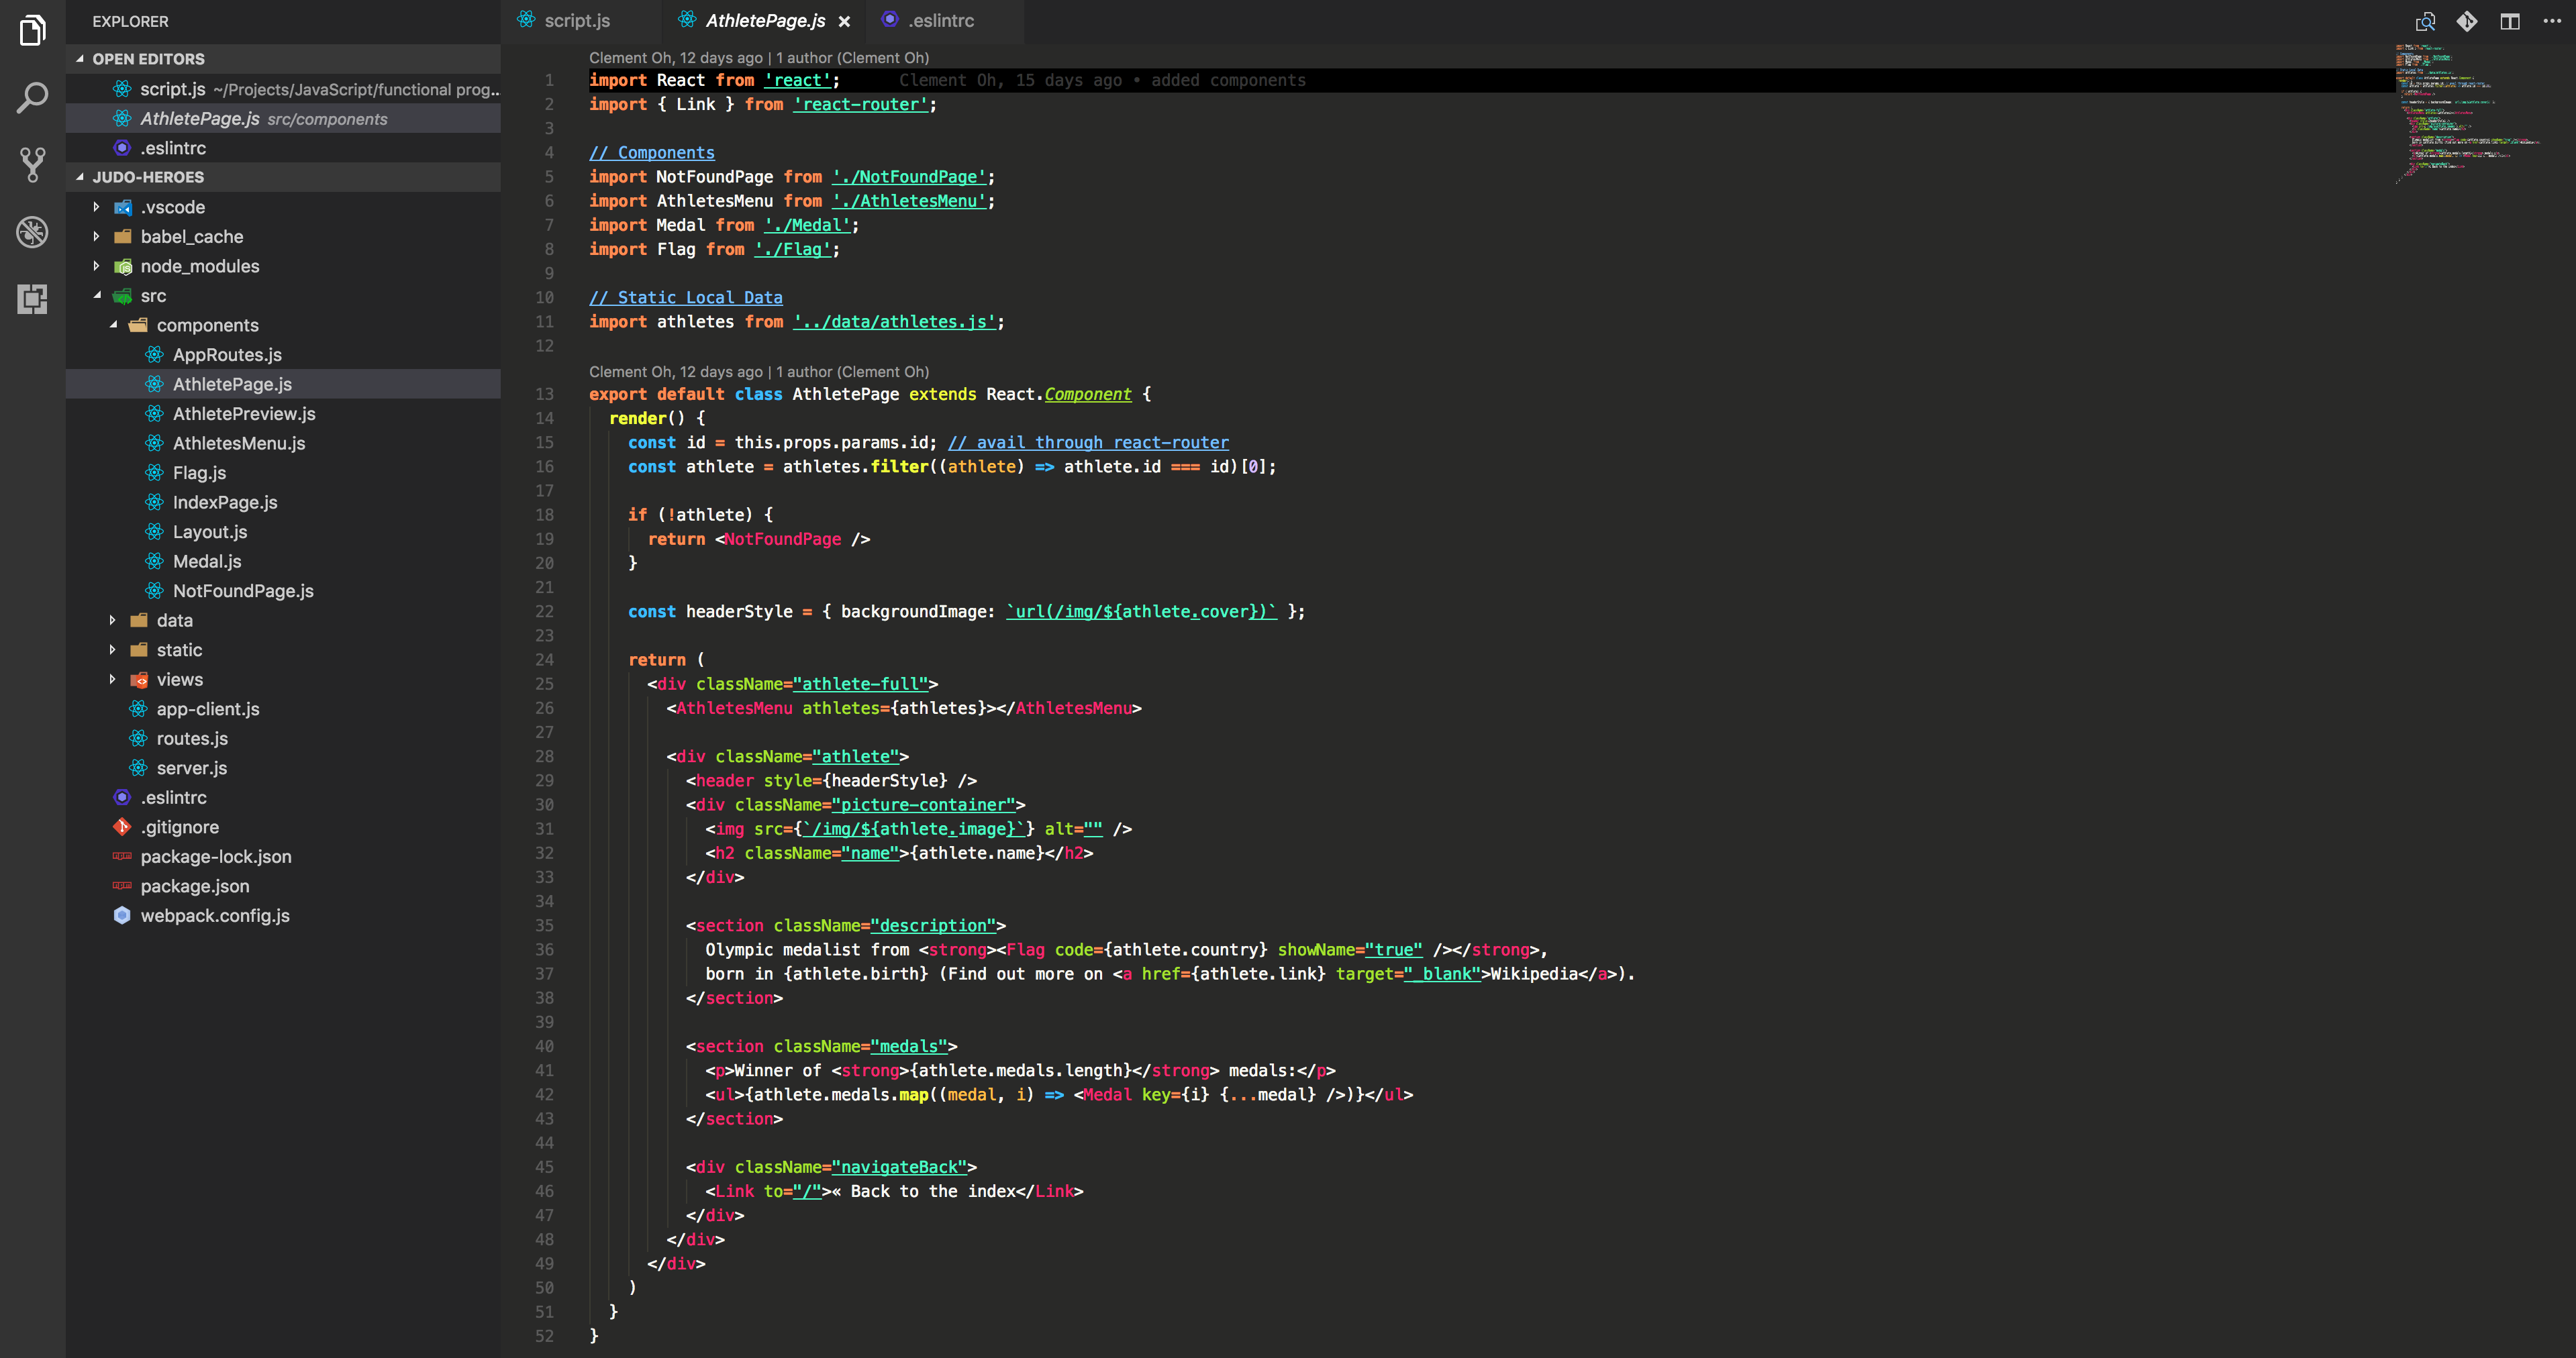 EXPLORER
OPEN EDITORS
script.js ~/Projects/JavaScript/functional prog...
AthletePage.js src/components
.eslintrc
JUDO-HEROES
.vscode
babel_cache
node_modules
src
components
AppRoutes.js
AthletePage.js
AthletePreview.js
AthletesMenu.js
Flag.js
IndexPage.js
Layout.js
Medal.js
NotFoundPage.js
data
static
views
app-client.js
routes.js
server.js
.eslintrc
.gitignore
package-lock.json
package.json
webpack.config.js
script.js AthletePage.js × .eslintrc
Clement Oh, 12 days ago | 1 author (Clement Oh)
1 import React from 'react'; Clement Oh, 15 days ago • added components
2 import { Link } from 'react-router';
3
4 // Components
5 import NotFoundPage from './NotFoundPage';
6 import AthletesMenu from './AthletesMenu';
7 import Medal from './Medal';
8 import Flag from './Flag';
9
10 // Static Local Data
11 import athletes from '../data/athletes.js';
12
Clement Oh, 12 days ago | 1 author (Clement Oh)
13 export default class AthletePage extends React.Component {
14 render() {
15 const id = this.props.params.id; // avail through react-router
16 const athlete = athletes.filter((athlete) => athlete.id === id)[0];
17
18 if (!athlete) {
19 return <NotFoundPage />
20 }
21
22 const headerStyle = { backgroundImage: `url(/img/${athlete.cover})` };
23
24 return (
25 <div className="athlete-full">
26 <AthletesMenu athletes={athletes}></AthletesMenu>
27
28 <div className="athlete">
29 <header style={headerStyle} />
30 <div className="picture-container">
31 <img src={`/img/${athlete.image}`} alt="" />
32 <h2 className="name">{athlete.name}</h2>
33 </div>
34
35 <section className="description">
36 Olympic medalist from <strong><Flag code={athlete.country} showName="true" /></strong>,
37 born in {athlete.birth} (Find out more on <a href={athlete.link} target="_blank">Wikipedia</a>).
38 </section>
39
40 <section className="medals">
41 <p>Winner of <strong>{athlete.medals.length}</strong> medals:</p>
42 <ul>{athlete.medals.map((medal, i) => <Medal key={i} {...medal} />)}</ul>
43 </section>
44
45 <div className="navigateBack">
46 <Link to="/">« Back to the index</Link>
47 </div>
48 </div>
49 </div>
50 )
51 }
52 }